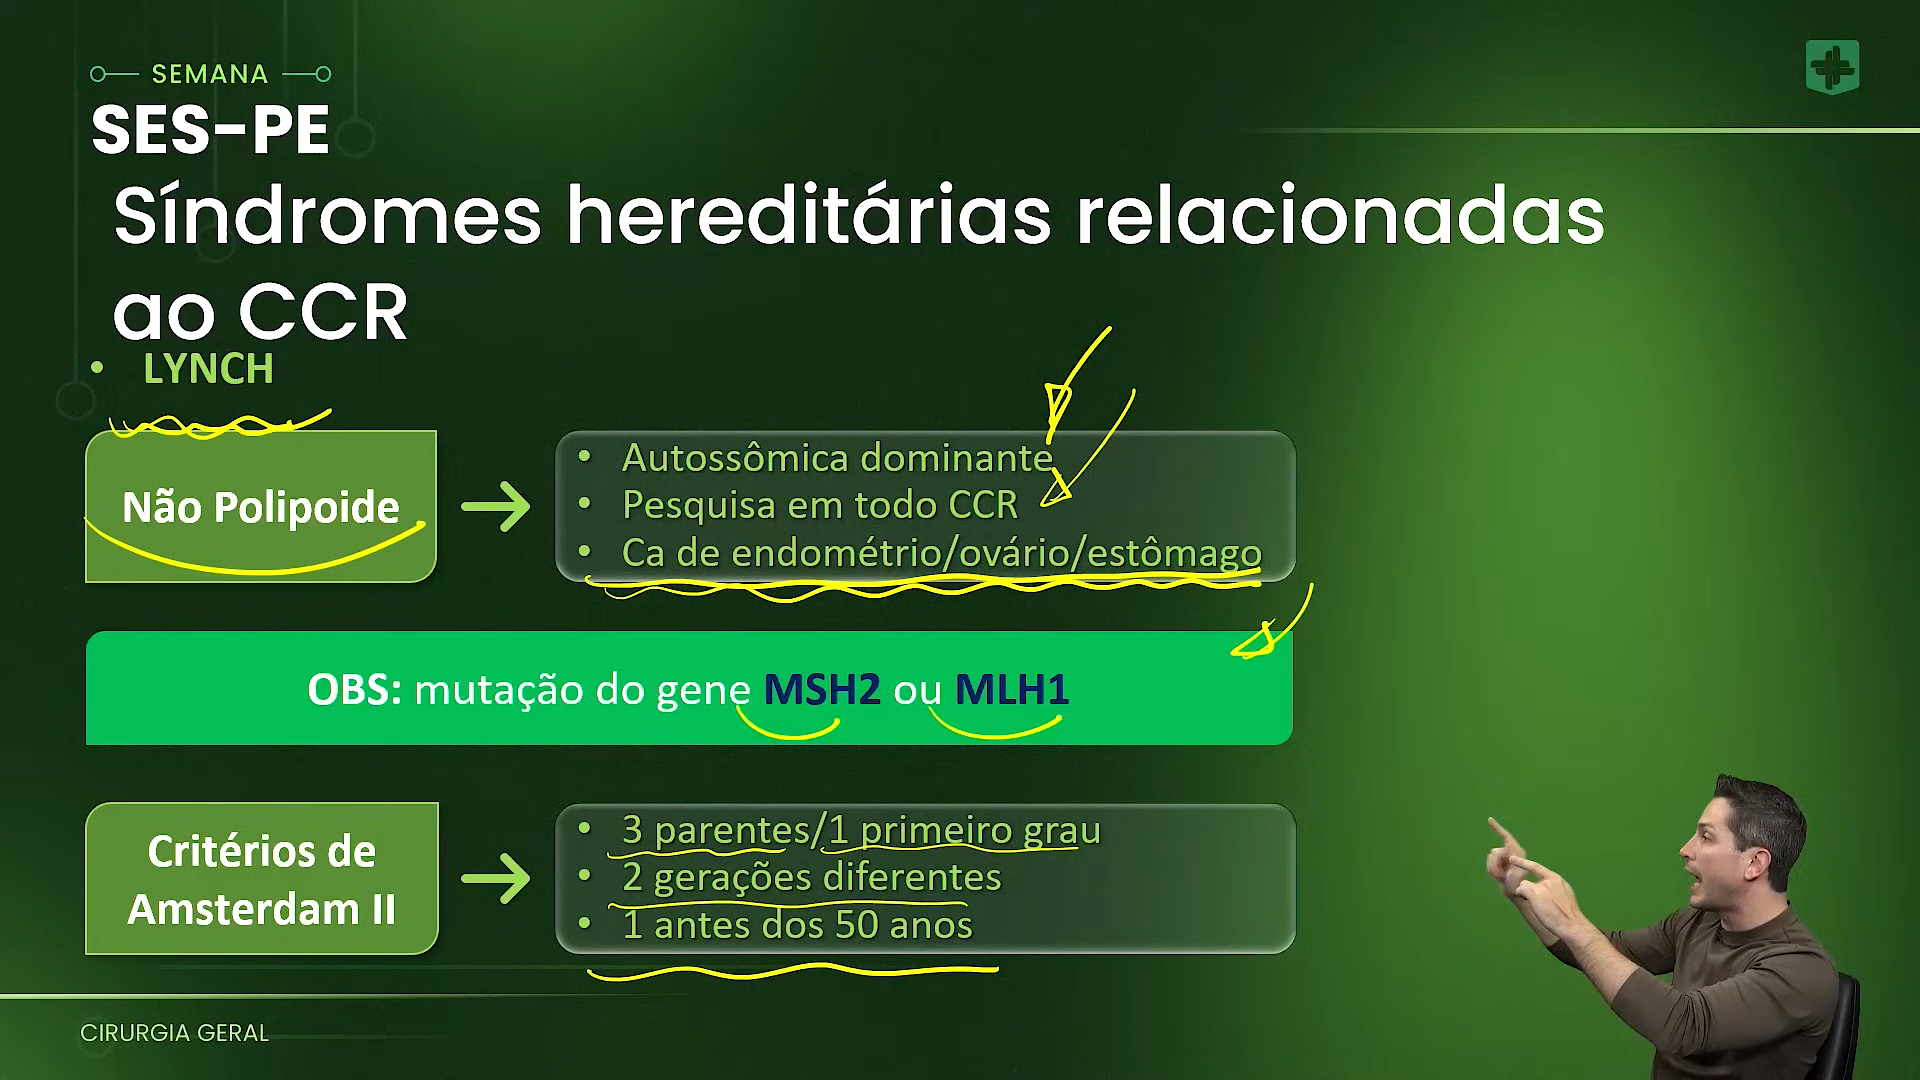 SEMANA
SES-PE
Síndromes hereditárias relacionadas
ao CCR
• LYNCH
Não Polipoide
• Autossômica dominante
• Pesquisa em todo CCR
• Ca de endométrio/ovário/estômago
OBS: mutação do gene MSH2 ou MLH1
Critérios de
Amsterdam II
• 3 parentes/1 primeiro grau
• 2 gerações diferentes
• 1 antes dos 50 anos
CIRURGIA GERAL